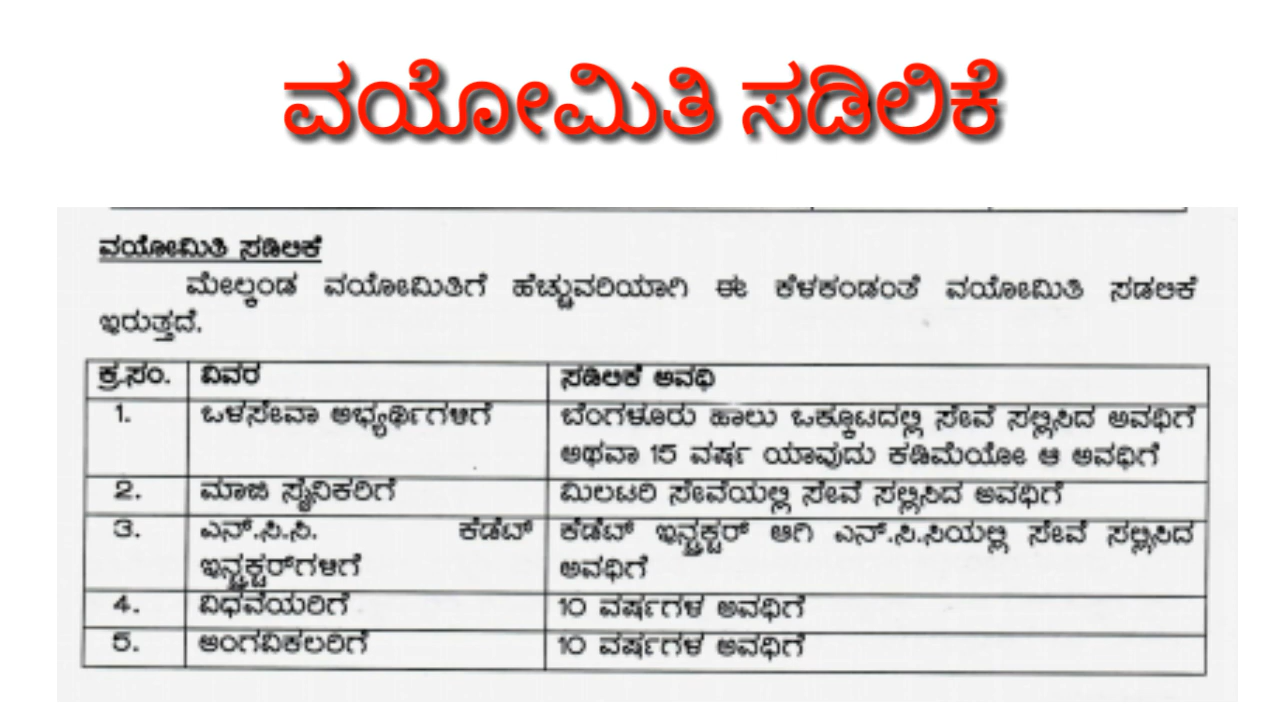 ವಯೋಮಿತಿ ಸಡಿಲಿಕೆ
ವಯೋಮಿತಿ ಸಡಿಲಿಕೆ
ಮೇಲ್ಕಂಡ ವಯೋಮಿತಿಗೆ ಹೆಚ್ಚುವರಿಯಾಗಿ ಈ ಕೆಳಕಂಡಂತೆ ವಯೋಮಿತಿ ಸಡಲಿಕೆ
ಇರುತ್ತದೆ.
ಕ್ರ.ಸಂ. ವಿವರ ಸಡಿಲಿಕೆ ಅವಧಿ
1. ಒಳಸೇವಾ ಅಭ್ಯರ್ಥಿಗಳಿಗೆ ಬೆಂಗಳೂರು ಹಾಲು ಒಕ್ಕೂಟದಲ್ಲಿ ಸೇವೆ ಸಲ್ಲಿಸಿದ ಅವಧಿಗೆ
ಅಥವಾ 15 ವರ್ಷ ಯಾವುದು ಕಡಿಮೆಯೋ ಆ ಅವಧಿಗೆ
2. ಮಾಜಿ ಸೈನಿಕರಿಗೆ ಮಿಲಟರಿ ಸೇವೆಯಲ್ಲಿ ಸೇವೆ ಸಲ್ಲಿಸಿದ ಅವಧಿಗೆ
3. ಎನ್.ಸಿ.ಸಿ. ಕೆಡೆಟ್ ಕೆಡೆಟ್ ಇನ್ಸ್ಟ್ರಕ್ಟರ್ ಆಗಿ ಎನ್.ಸಿ.ಸಿಯಲ್ಲಿ ಸೇವೆ ಸಲ್ಲಿಸಿದ
ಇನ್ಸ್ಟ್ರಕ್ಟರ್‌ಗಳಿಗೆ ಅವಧಿಗೆ
4. ವಿಧವೆಯರಿಗೆ 10 ವರ್ಷಗಳ ಅವಧಿಗೆ
5. ಅಂಗವಿಕಲರಿಗೆ 10 ವರ್ಷಗಳ ಅವಧಿಗೆ